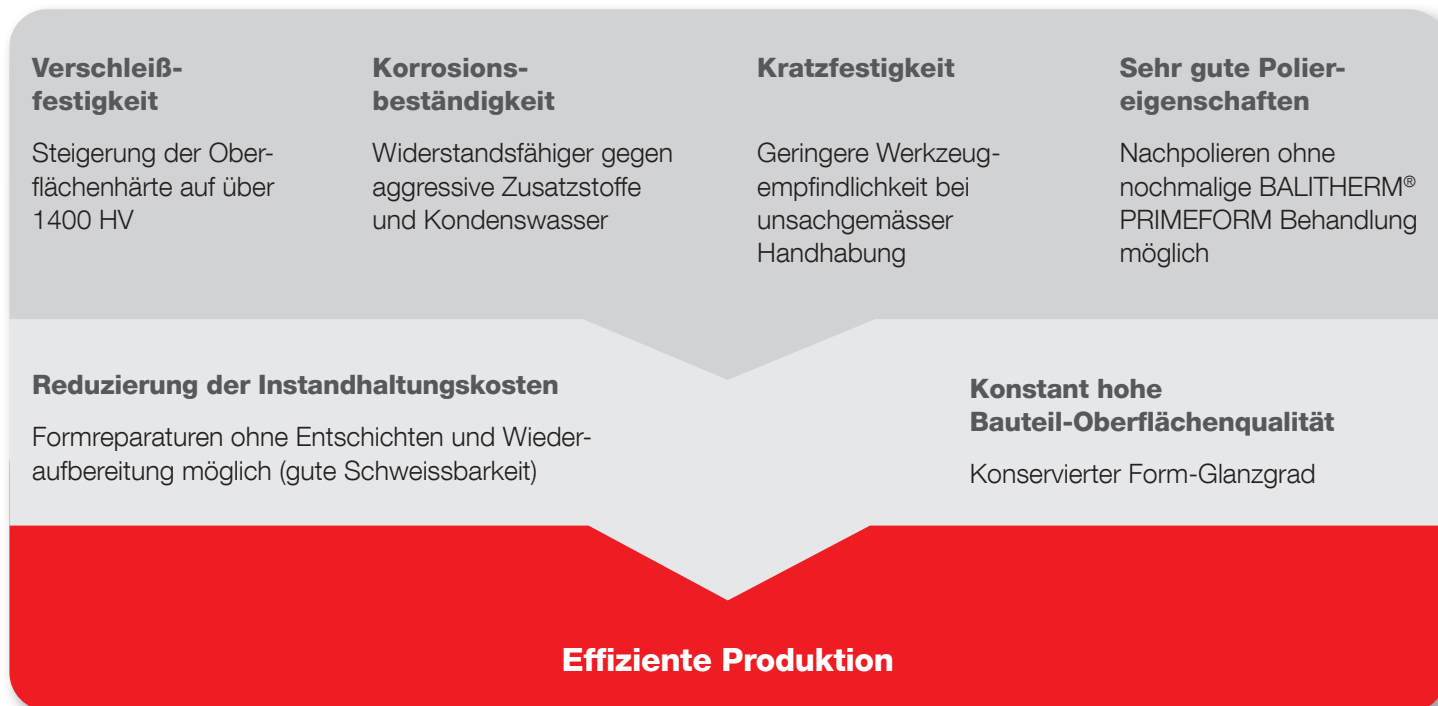 Verschleiß-
festigkeit
Steigerung der Ober-
flächenhärte auf über
1400 HV
Korrosions-
beständigkeit
Widerstandsfähiger gegen
aggressive Zusatzstoffe
und Kondenswasser
Kratzfestigkeit
Geringere Werkzeug-
empfindlichkeit bei
unsachgemässer
Handhabung
Sehr gute Polier-
eigenschaften
Nachpolieren ohne
nochmalige BALITHERM®
PRIMEFORM Behandlung
möglich
Reduzierung der Instandhaltungskosten
Formreparaturen ohne Entschichten und Wieder-
aufbereitung möglich (gute Schweissbarkeit)
Konstant hohe
Bauteil-Oberflächenqualität
Konservierter Form-Glanzgrad
Effiziente Produktion